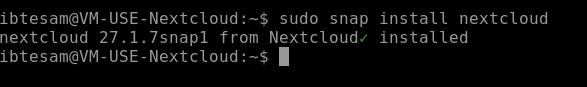 ibtesam@VM-USE-Nextcloud:~$ sudo snap install nextcloud
nextcloud 27.1.7snap1 from Nextcloud✓ installed
ibtesam@VM-USE-Nextcloud:~$